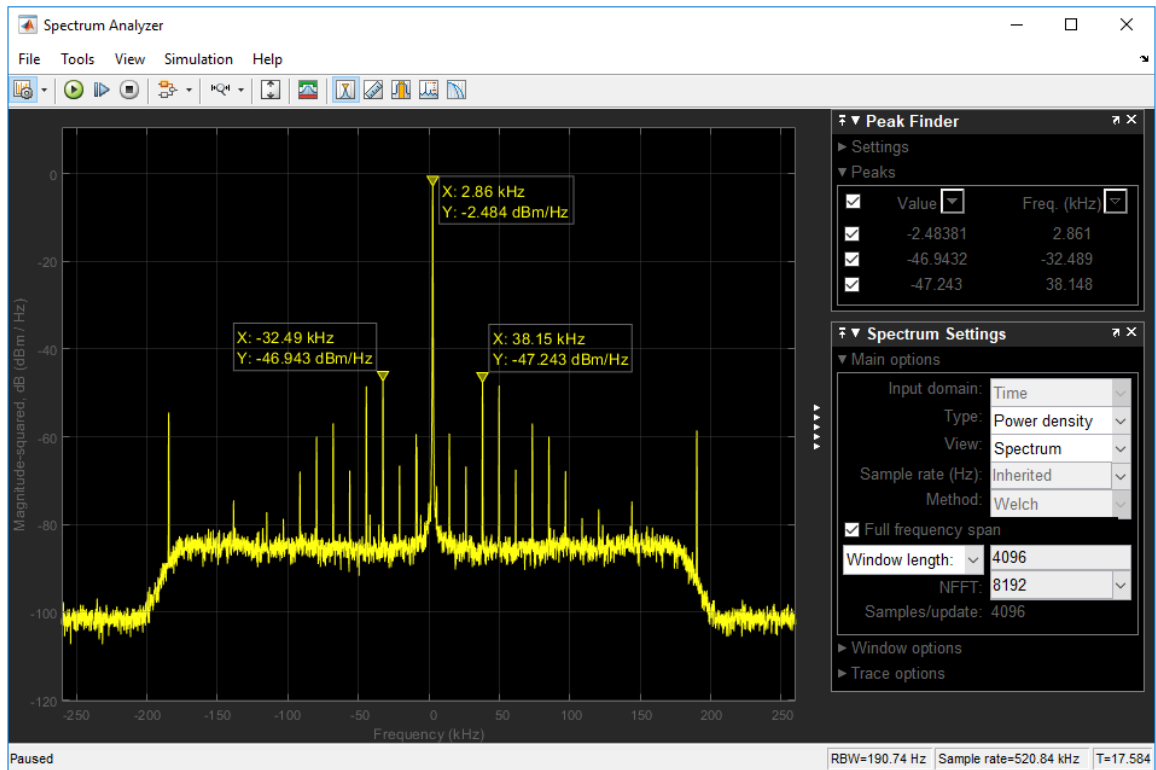 Spectrum Analyzer
File Tools View Simulation Help
0
-20
-40
-60
-80
-100
-120
Magnitude-squared, dB (dBm / Hz)
X: 2.86 kHz
Y: -2.484 dBm/Hz
X: -32.49 kHz
Y: -46.943 dBm/Hz
X: 38.15 kHz
Y: -47.243 dBm/Hz
-250 -200 -150 -100 -50 0 50 100 150 200 250
Frequency (kHz)
Peak Finder
Settings
Peaks
Value Freq. (kHz)
-2.48381 2.861
-46.9432 -32.489
-47.243 38.148
Spectrum Settings
Main options
Input domain: Time
Type: Power density
View: Spectrum
Sample rate (Hz): Inherited
Method: Welch
Full frequency span
Window length: 4096
NFFT: 8192
Samples/update: 4096
Window options
Trace options
Paused
RBW=190.74 Hz Sample rate=520.84 kHz T=17.584